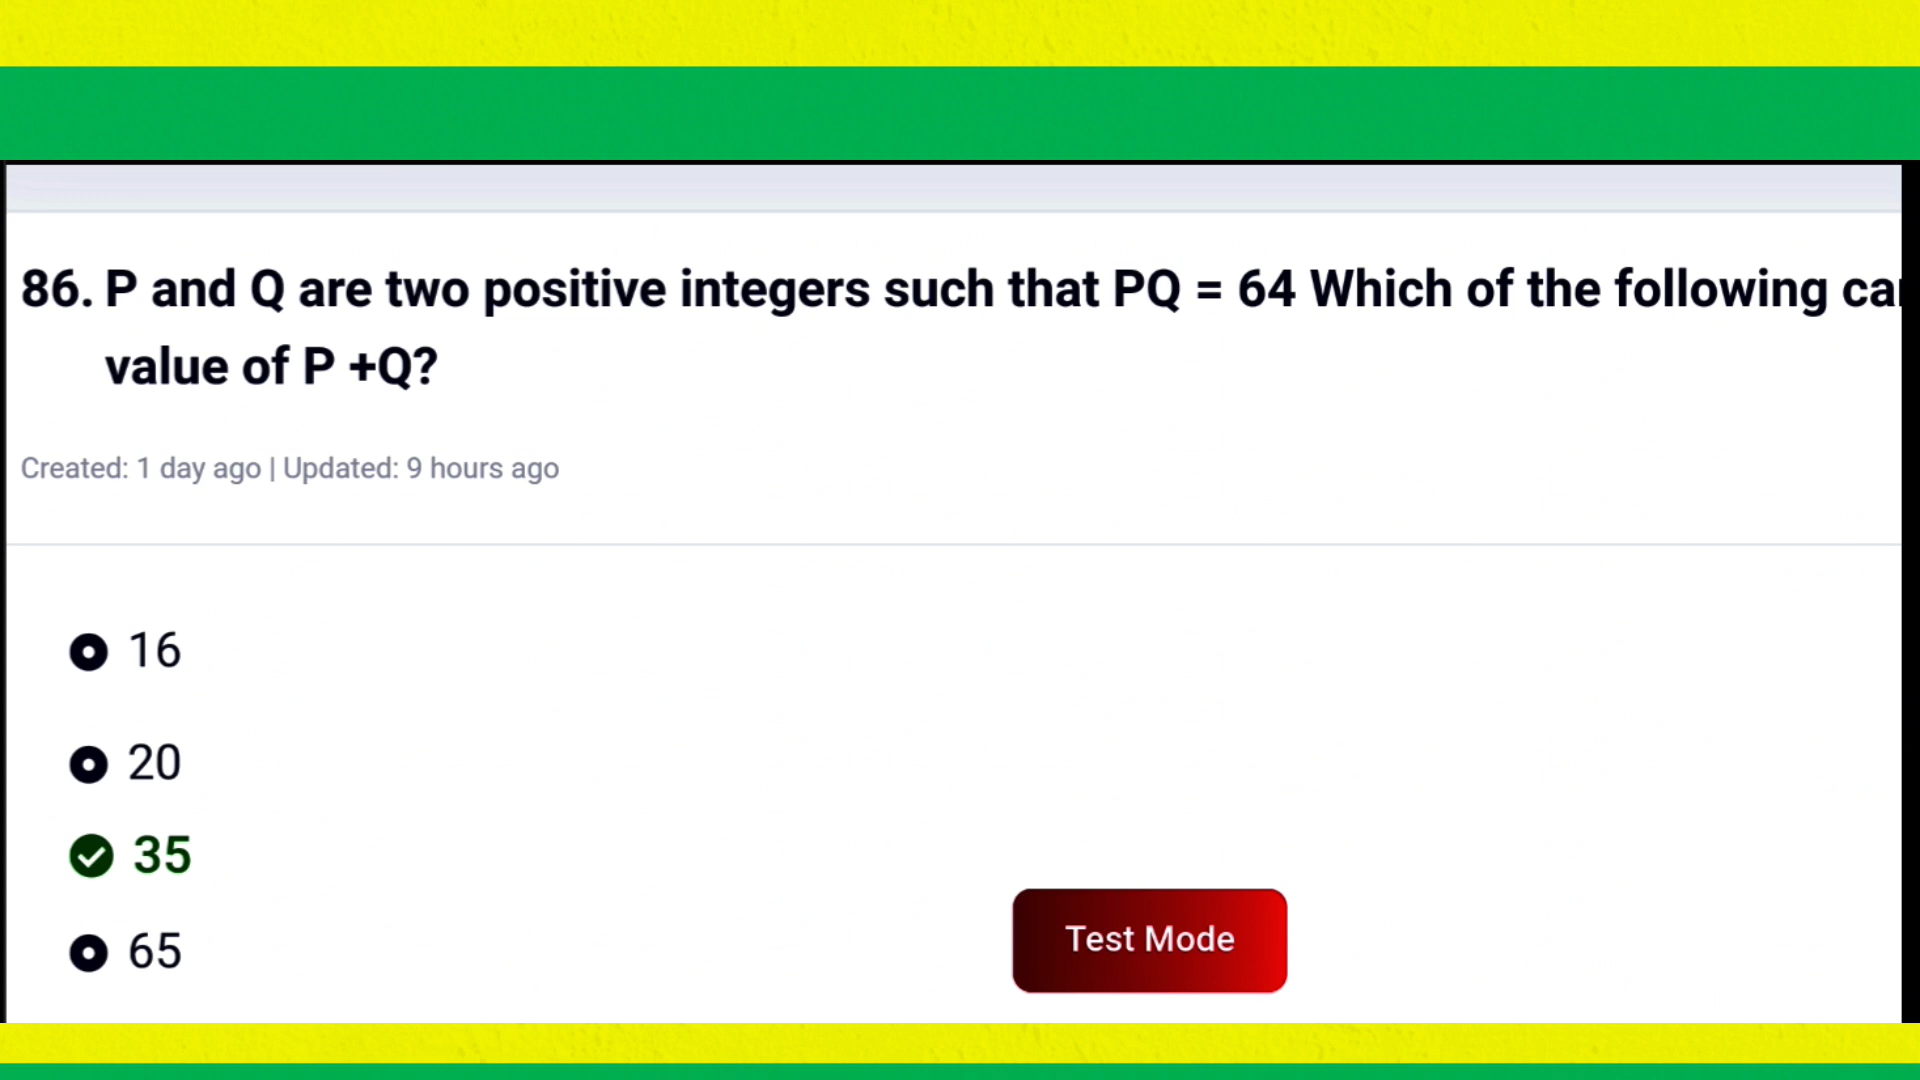 86. P and Q are two positive integers such that PQ = 64 Which of the following
value of P +Q?
Created: 1 day ago | Updated: 9 hours ago
16
20
35
65
Test Mode